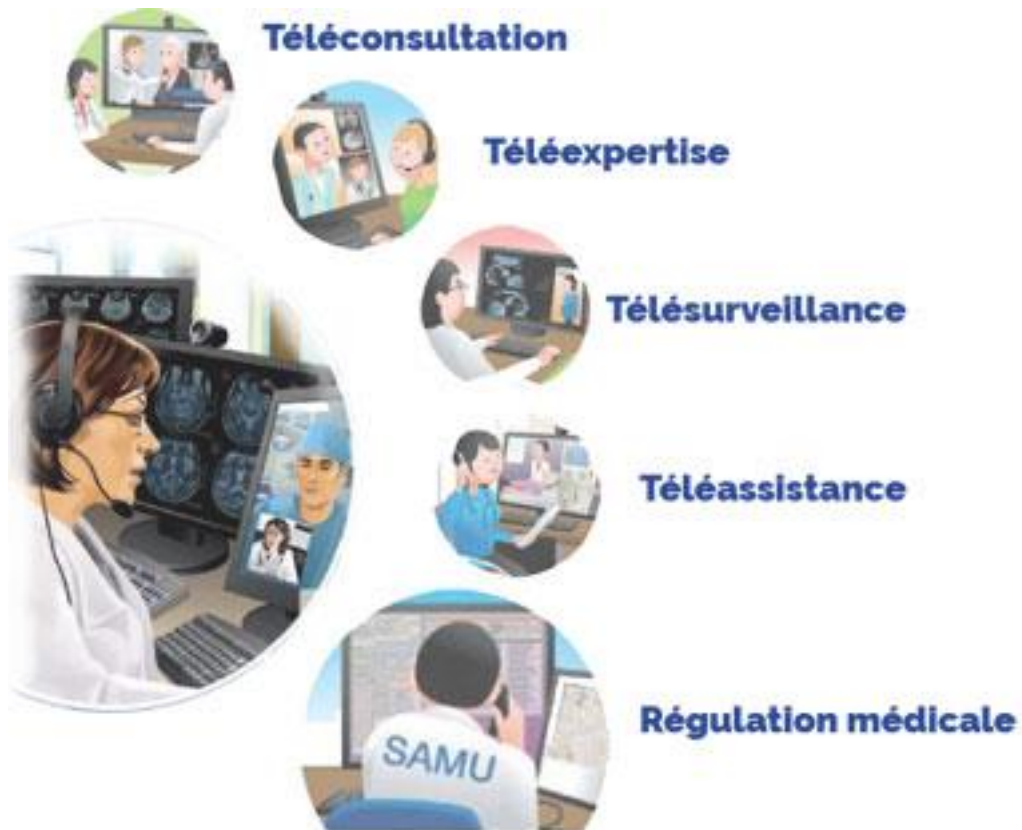 Téléconsultation
Téléexpertise
Télésurveillance
Téléassistance
Régulation médicale
SAMU